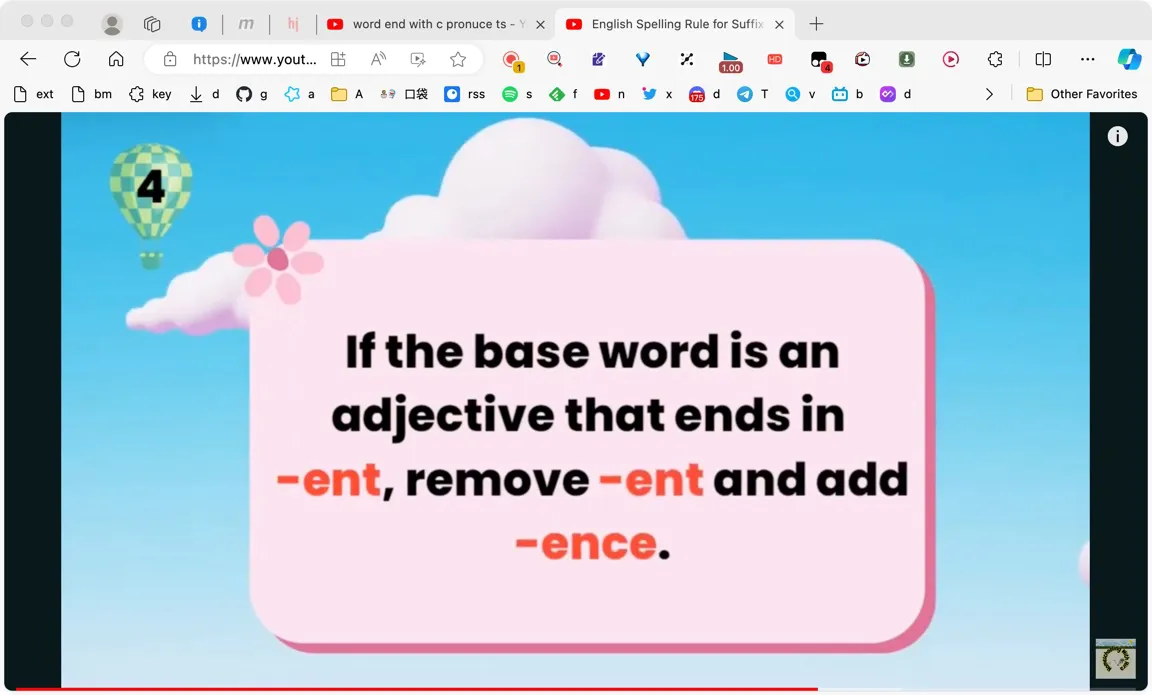 m
hj
word end with c pronuce ts - Y
English Spelling Rule for Suffix
https://www.yout...
1
1.00
HD
4
ext
bm
key
d
g
a
A
口袋
rss
s
f
n
x
175
d
T
v
b
d
Other Favorites
4
If the base word is an
adjective that ends in
-ent, remove -ent and add
-ence.